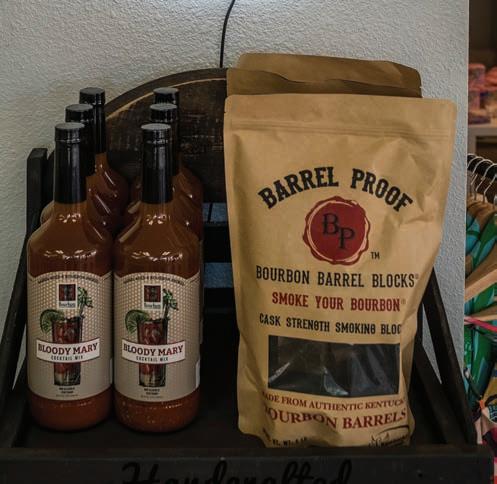 BLOODY MARY
COCKTAIL MIX
BLOODY MARY
COCKTAIL MIX
BARREL PROOF
BP
TM
BOURBON BARREL BLOCKS®
SMOKE YOUR BOURBON®
CASK STRENGTH SMOKING BLOC
MADE FROM AUTHENTIC KENTUCK
BOURBON BARRELS
Handcrafted